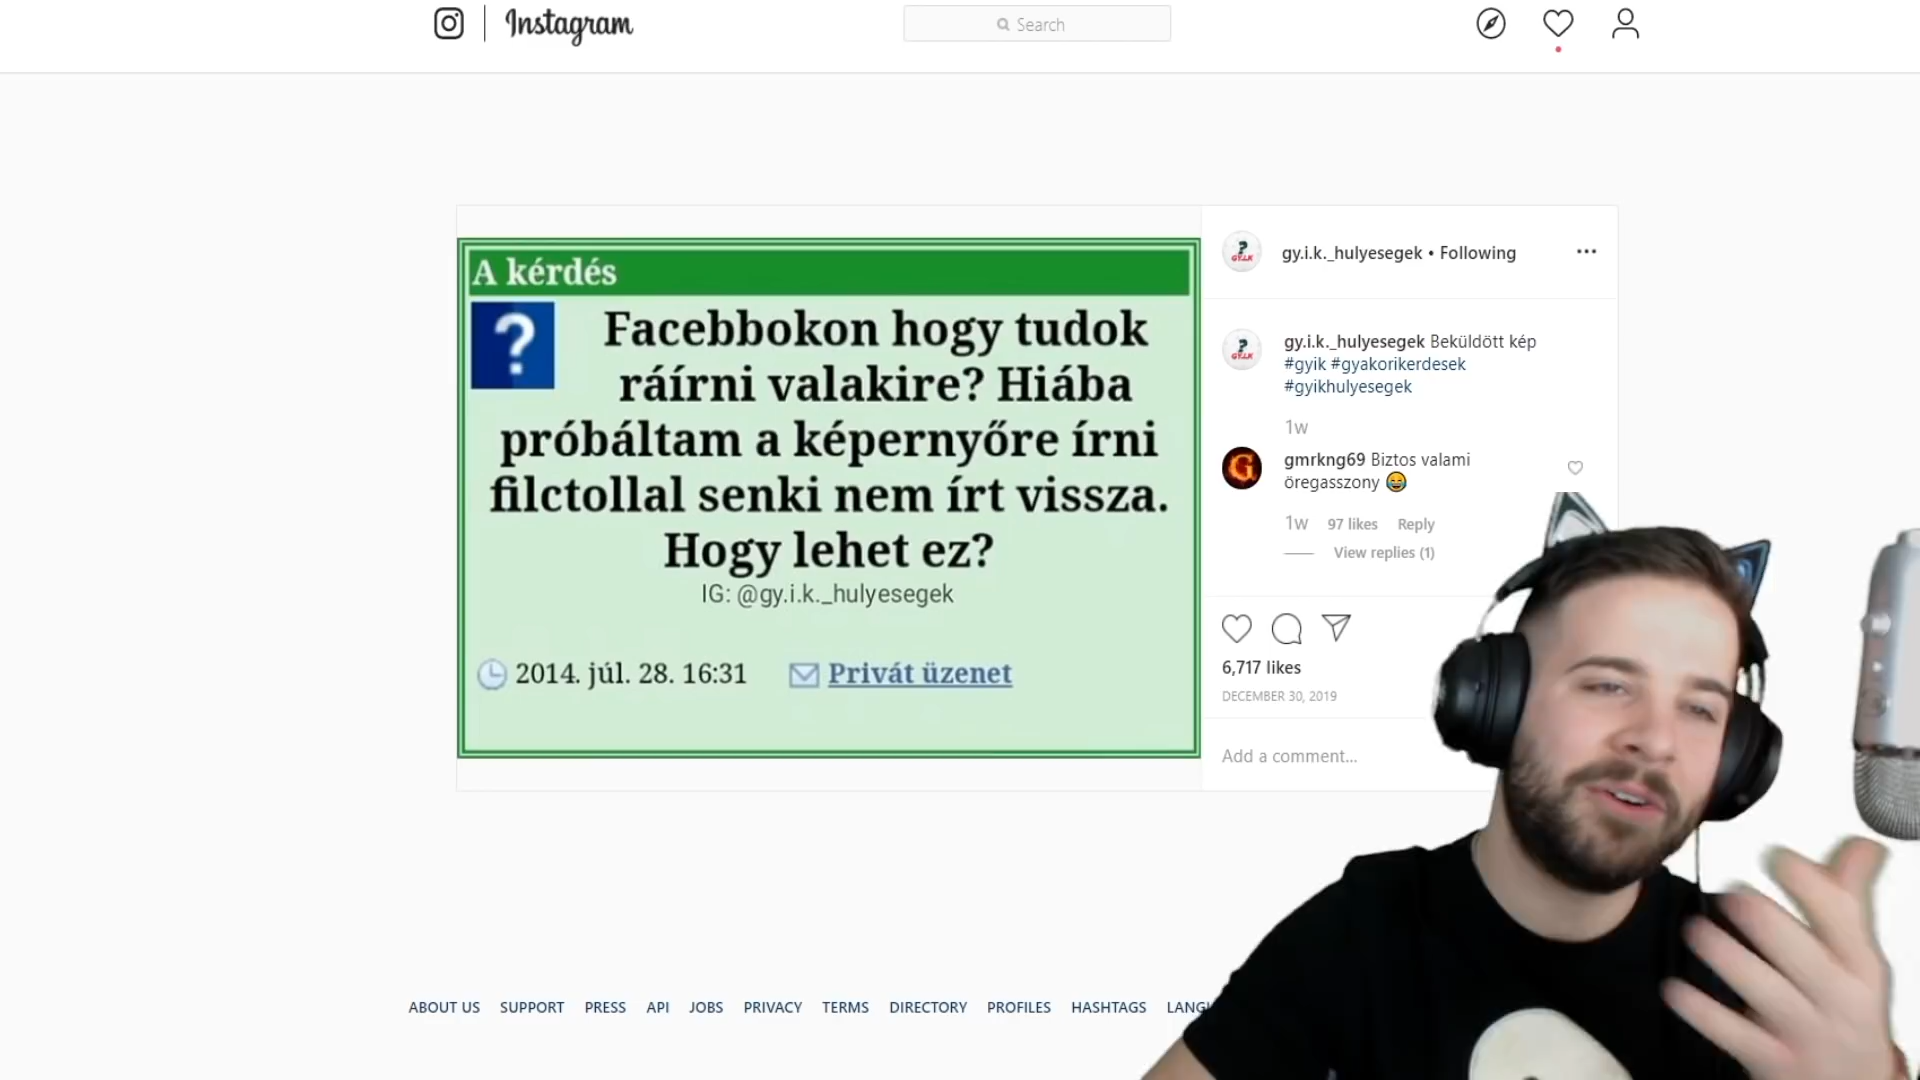 Instagram
Search
A kérdés
?
Facebbokon hogy tudok
ráírni valakire? Hiába
próbáltam a képernyőre írni
filctollal senki nem írt vissza.
Hogy lehet ez?
IG: @gy.i.k._hulyesegek
2014. júl. 28. 16:31 Privát üzenet
gy.i.k._hulyesegek • Following
gy.i.k._hulyesegek Beküldött kép
#gyik #gyakorikerdesek
#gyikhulyesegek
1w
gmrkng69 Biztos valami
öregasszony 😂
1w 97 likes Reply
View replies (1)
6,717 likes
DECEMBER 30, 2019
Add a comment...
ABOUT US SUPPORT PRESS API JOBS PRIVACY TERMS DIRECTORY PROFILES HASHTAGS